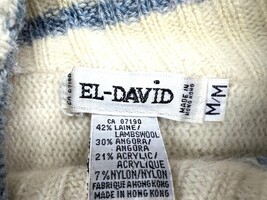 EL-DAVID
MADE IN
HONG KONG
M/M
CA 07190
42% LAINE/
LAMBSWOOL
30% ANGORA/
ANGORA
21% ACRYLIC/
ACRYLIQUE
7% NYLON/NYLON
FABRIQUE A HONG KONG
MADE IN HONG KONG